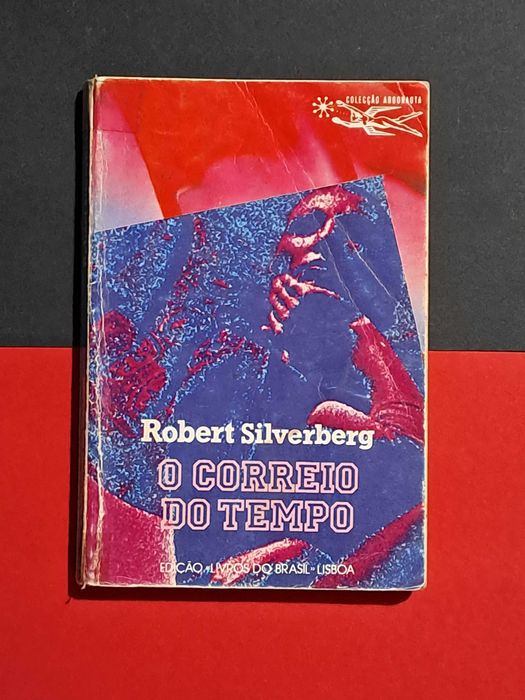 COLECÇÃO ARGONAUTA
Robert Silverberg
O CORREIO
DO TEMPO
EDIÇÃO «LIVROS DO BRASIL» LISBOA